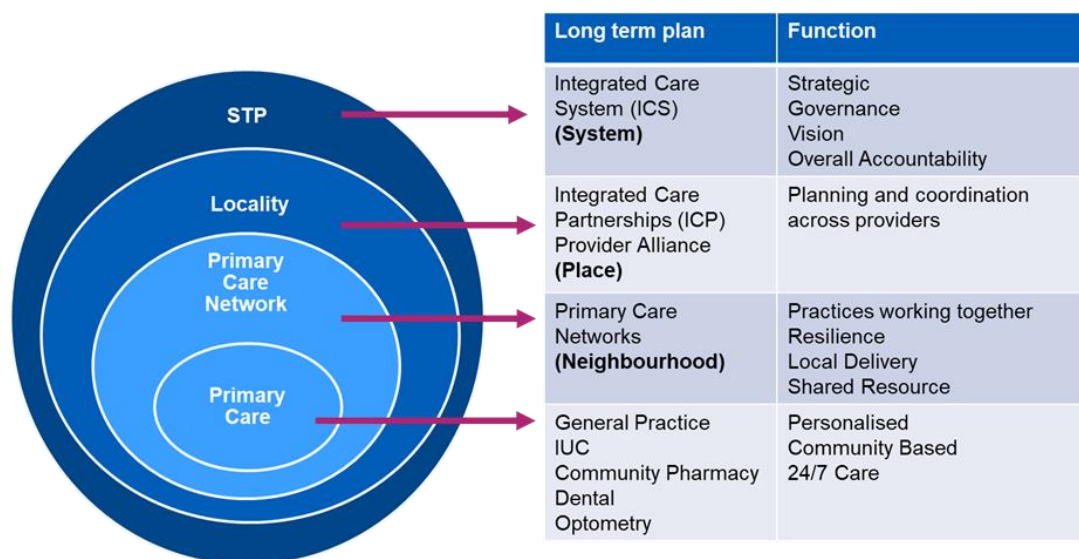 STP
Locality
Primary
Care
Network
Primary
Care
Long term plan
Function
Integrated Care
System (ICS)
(System)
Strategic
Governance
Vision
Overall Accountability
Integrated Care
Partnerships (ICP)
Provider Alliance
(Place)
Planning and coordination
across providers
Primary Care
Networks
(Neighbourhood)
Practices working together
Resilience
Local Delivery
Shared Resource
General Practice
IUC
Community Pharmacy
Dental
Optometry
Personalised
Community Based
24/7 Care